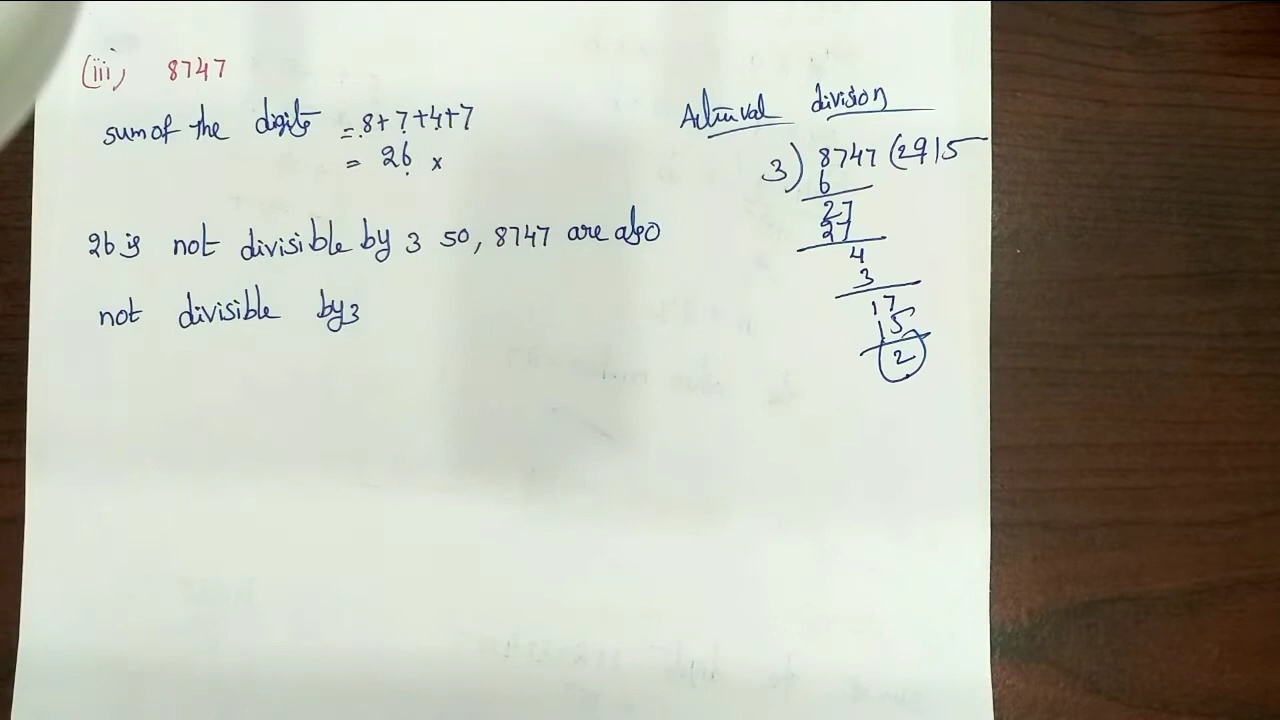 (iii) 8747
sum of the digits = 8+7+4+7
= 26 x
26 is not divisible by 3 so, 8747 are also
not divisible by 3
Actuval division
3) 8747 (2915
6
27
27
4
3
17
15
2